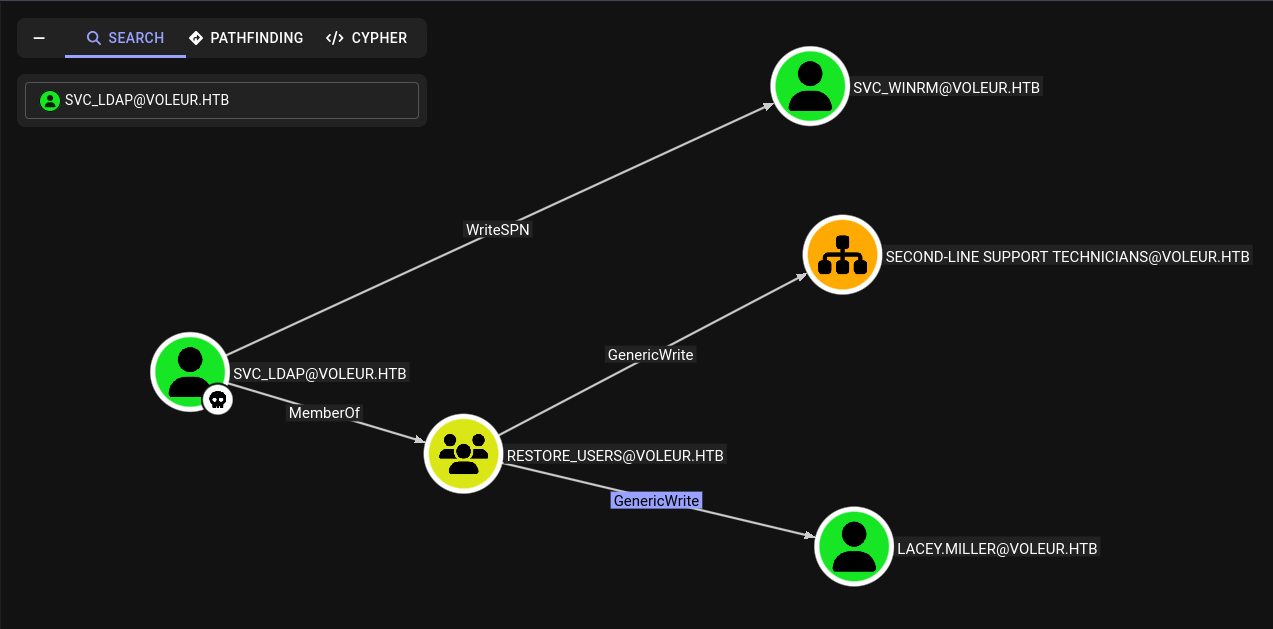 SEARCH PATHFINDING </> CYPHER
SVC_LDAP@VOLEUR.HTB
SVC_WINRM@VOLEUR.HTB
WriteSPN
SECOND-LINE SUPPORT TECHNICIANS@VOLEUR.HTB
GenericWrite
SVC_LDAP@VOLEUR.HTB
MemberOf
RESTORE_USERS@VOLEUR.HTB
GenericWrite
LACEY.MILLER@VOLEUR.HTB